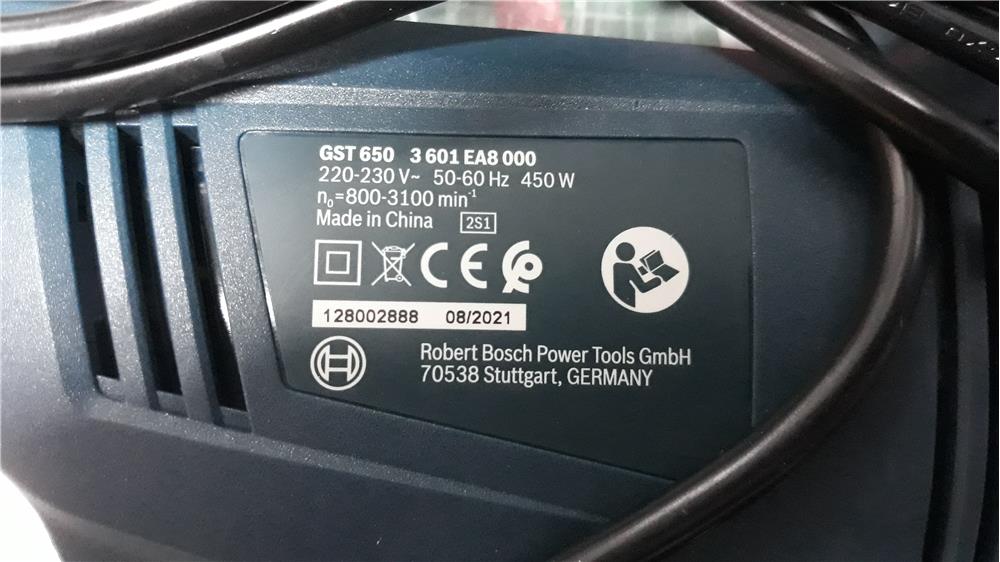 GST 650 3 601 EA8 000
220-230 V~ 50-60 Hz 450 W
n₀=800-3100 min⁻¹
Made in China 2S1
CE
128002888 08/2021
Robert Bosch Power Tools GmbH
70538 Stuttgart, GERMANY